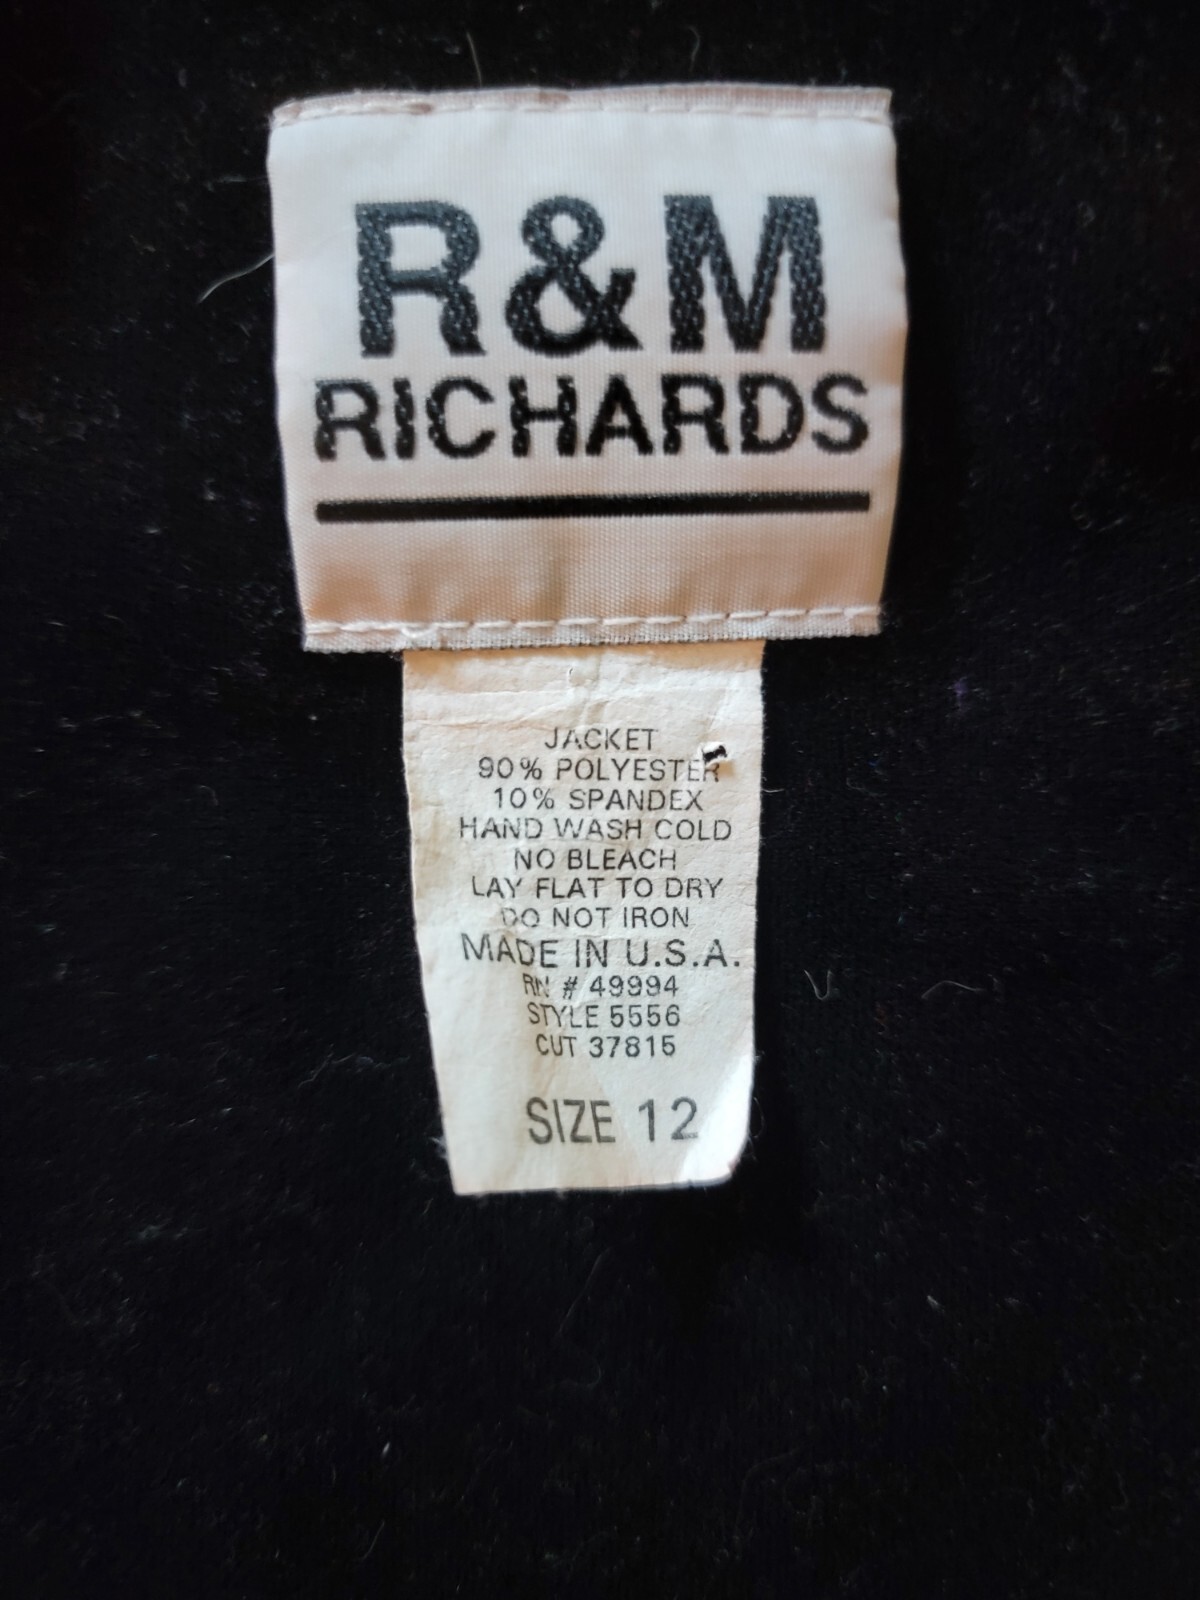 R&M
RICHARDS
JACKET
90% POLYESTER
10% SPANDEX
HAND WASH COLD
NO BLEACH
LAY FLAT TO DRY
DO NOT IRON
MADE IN U.S.A.
RN # 49994
STYLE 5556
CUT 37815
SIZE 12